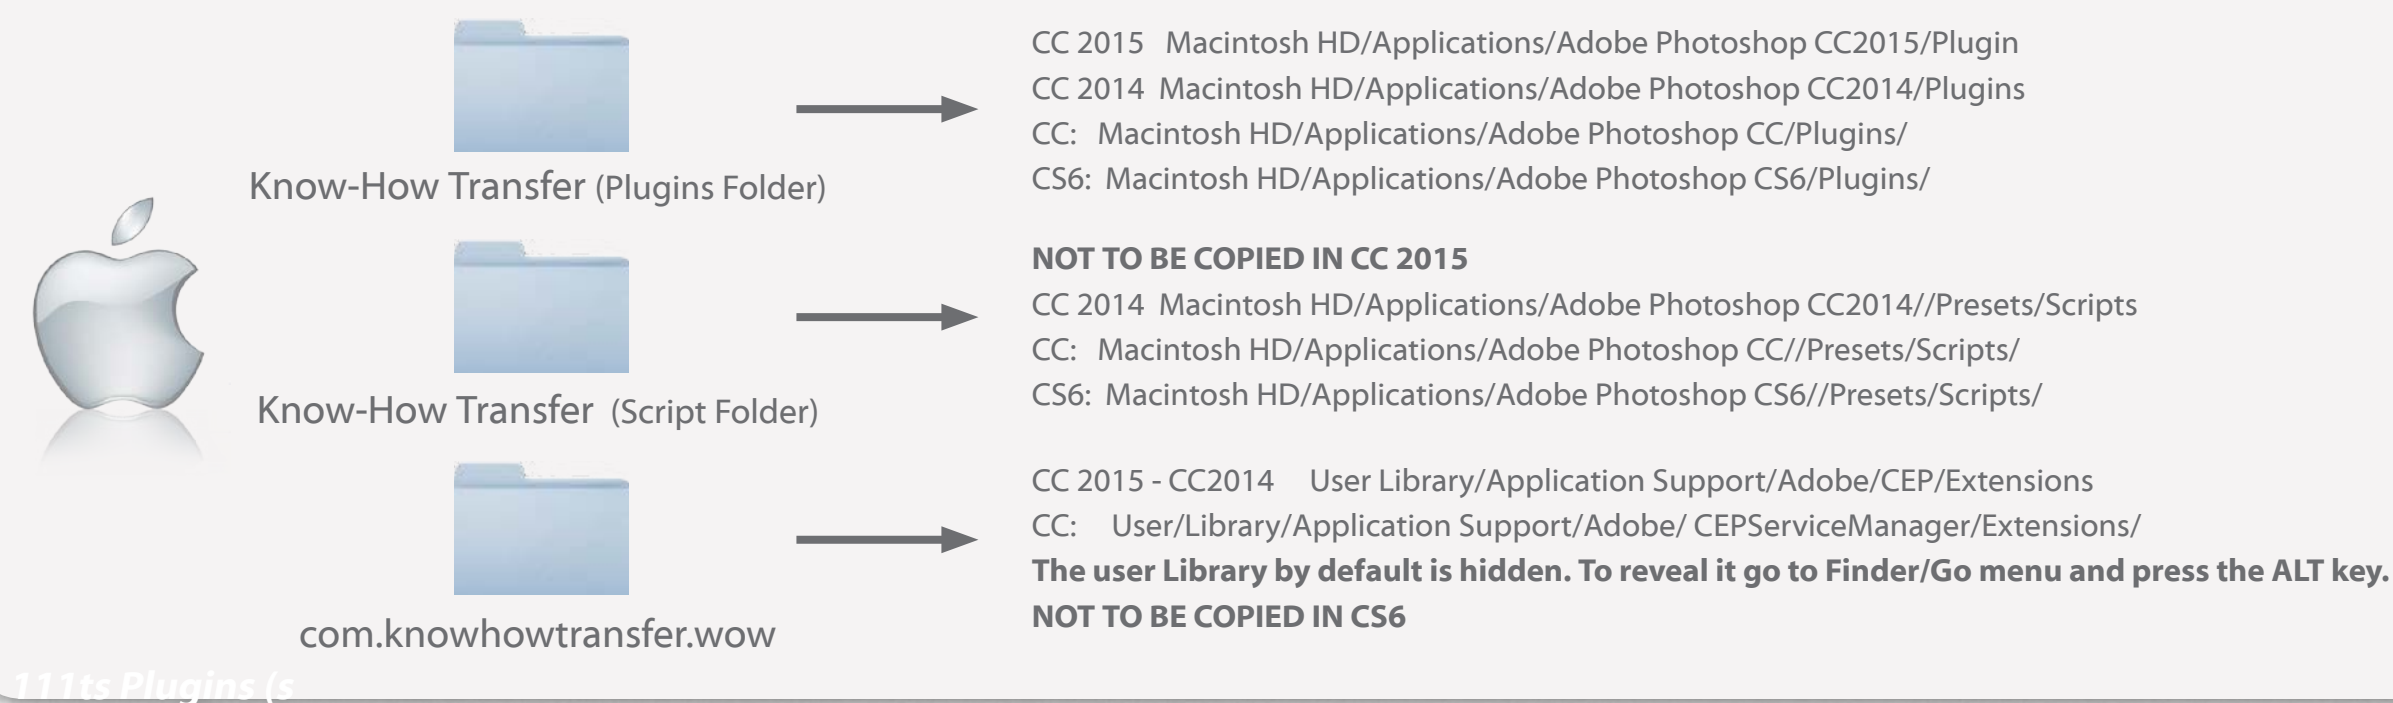 CC 2015   Macintosh HD/Applications/Adobe Photoshop CC2015/Plugin
CC 2014  Macintosh HD/Applications/Adobe Photoshop CC2014/Plugins
CC:   Macintosh HD/Applications/Adobe Photoshop CC/Plugins/
CS6:  Macintosh HD/Applications/Adobe Photoshop CS6/Plugins/
Know-How Transfer (Plugins Folder)
NOT TO BE COPIED IN CC 2015
CC 2014  Macintosh HD/Applications/Adobe Photoshop CC2014//Presets/Scripts
CC:   Macintosh HD/Applications/Adobe Photoshop CC//Presets/Scripts/
CS6:  Macintosh HD/Applications/Adobe Photoshop CS6//Presets/Scripts/
Know-How Transfer  (Script Folder)
CC 2015 - CC2014     User Library/Application Support/Adobe/CEP/Extensions
CC:     User/Library/Application Support/Adobe/ CEPServiceManager/Extensions/
The user Library by default is hidden. To reveal it go to Finder/Go menu and press the ALT key.
NOT TO BE COPIED IN CS6
com.knowhowtransfer.wow
111ts Plugins (s